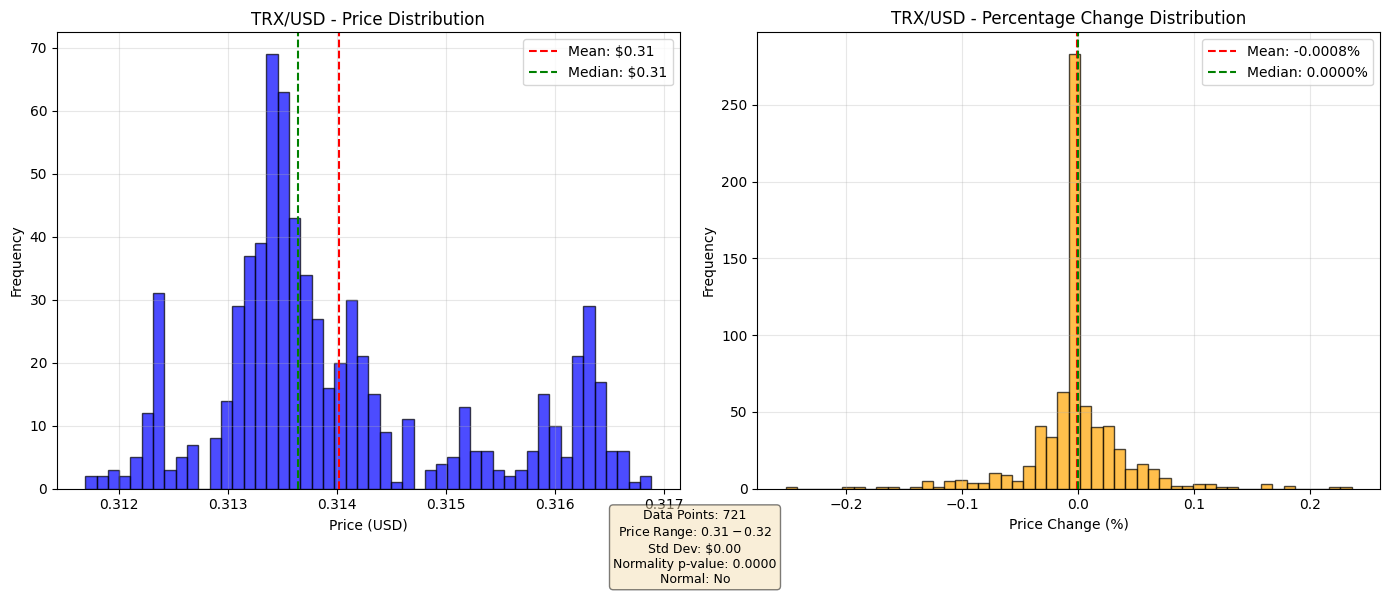 TRX/USD - Price Distribution
Mean: $0.31
Median: $0.31
70
60
50
40
30
20
10
0
Frequency
0.312
0.313
0.314
0.315
0.316
0.317
Price (USD)
TRX/USD - Percentage Change Distribution
Mean: -0.0008%
Median: 0.0000%
250
200
150
100
50
0
Frequency
−0.2
−0.1
0.0
0.1
0.2
Price Change (%)
Data Points: 721
Price Range: 0.31 − 0.32
Std Dev: $0.00
Normality p-value: 0.0000
Normal: No